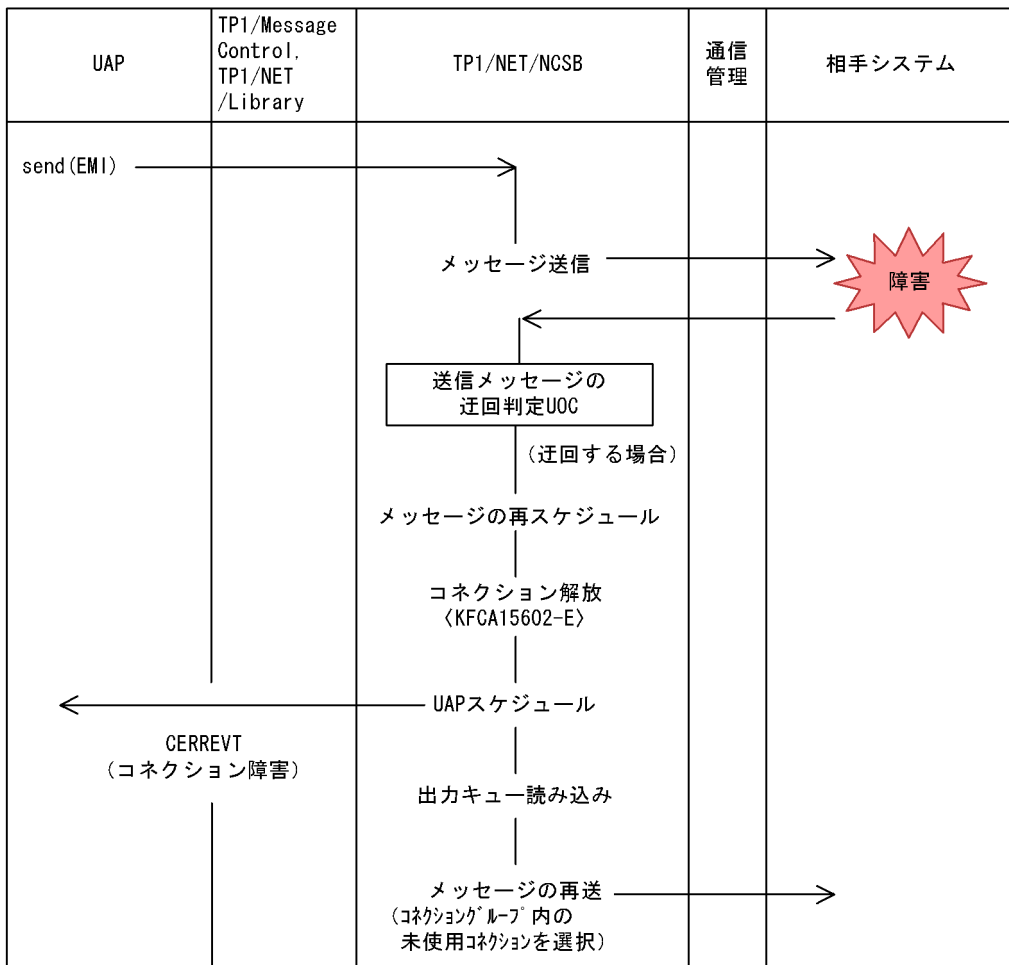 UAP
TP1/Message
Control,
TP1/NET
/Library
TP1/NET/NCSB
通信
管理
相手システム
send(EMI)
メッセージ送信
障害
送信メッセージの
迂回判定UOC
（迂回する場合）
メッセージの再スケジュール
コネクション解放
〈KFCA15602-E〉
UAPスケジュール
CERREVT
（コネクション障害）
出力キュー読み込み
メッセージの再送
（ｺﾈｸｼｮﾝｸﾞﾙｰﾌﾟ内の
未使用ｺﾈｸｼｮﾝを選択）